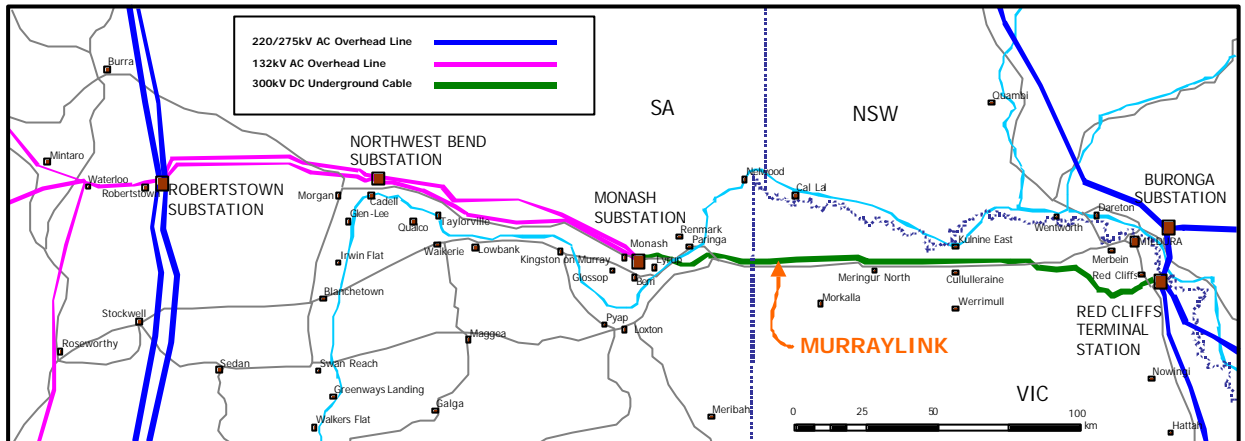 220/275kV AC Overhead Line
132kV AC Overhead Line
300kV DC Underground Cable
SA
NSW
VIC
Burra
Quambi
Mintaro
NORTHWEST BEND
SUBSTATION
Waterloo
Robertstown
ROBERTSTOWN
SUBSTATION
Morgan
Cadell
Glen-Lee
Qualco
Taylorville
MONASH
SUBSTATION
Nelwood
Cal Lal
BURONGA
SUBSTATION
Dareton
Wentworth
Renmark
Paringa
Kulnine East
MILDURA
Merbein
Irwin Flat
Waikerie
Lowbank
Kingston on Murray
Monash
Lyrup
Glossop
Berri
Meringur North
Cullulleraine
Red Cliffs
Blanchetown
Stockwell
Pyap
Loxton
Morkalla
Werrimull
RED CLIFFS
TERMINAL
STATION
Roseworthy
Maggea
MURRAYLINK
Sedan
Swan Reach
Nowingi
Greenways Landing
Galga
Meribah
Walkers Flat
Hattah
0
25
50
100
km